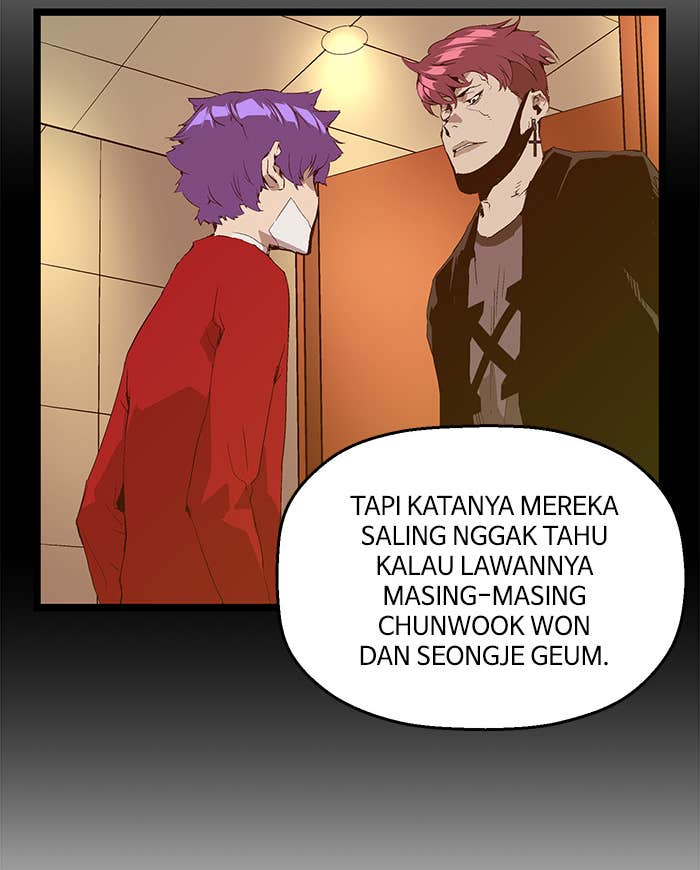 TAPI KATANYA MEREKA
SALING NGGAK TAHU
KALAU LAWANNYA
MASING-MASING
CHUNWOOK WON
DAN SEONGJE GEUM.